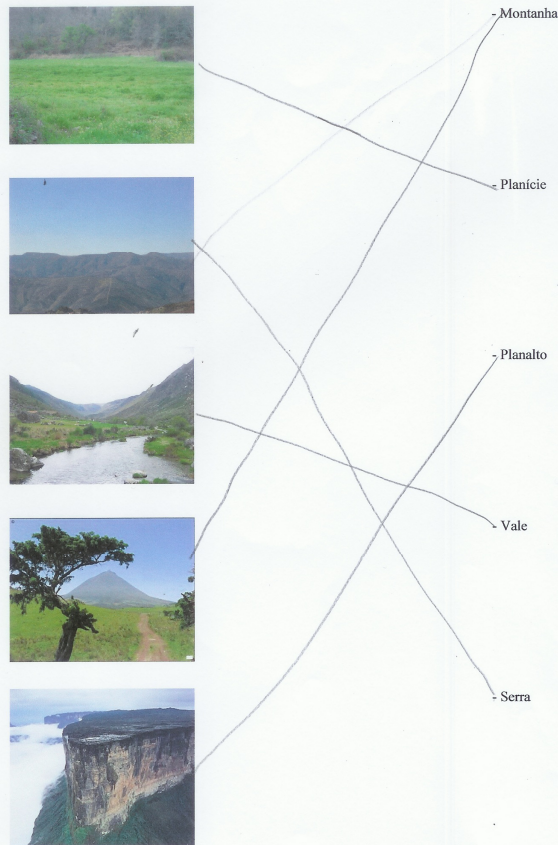 - Montanha
- Planície
- Planalto
- Vale
- Serra